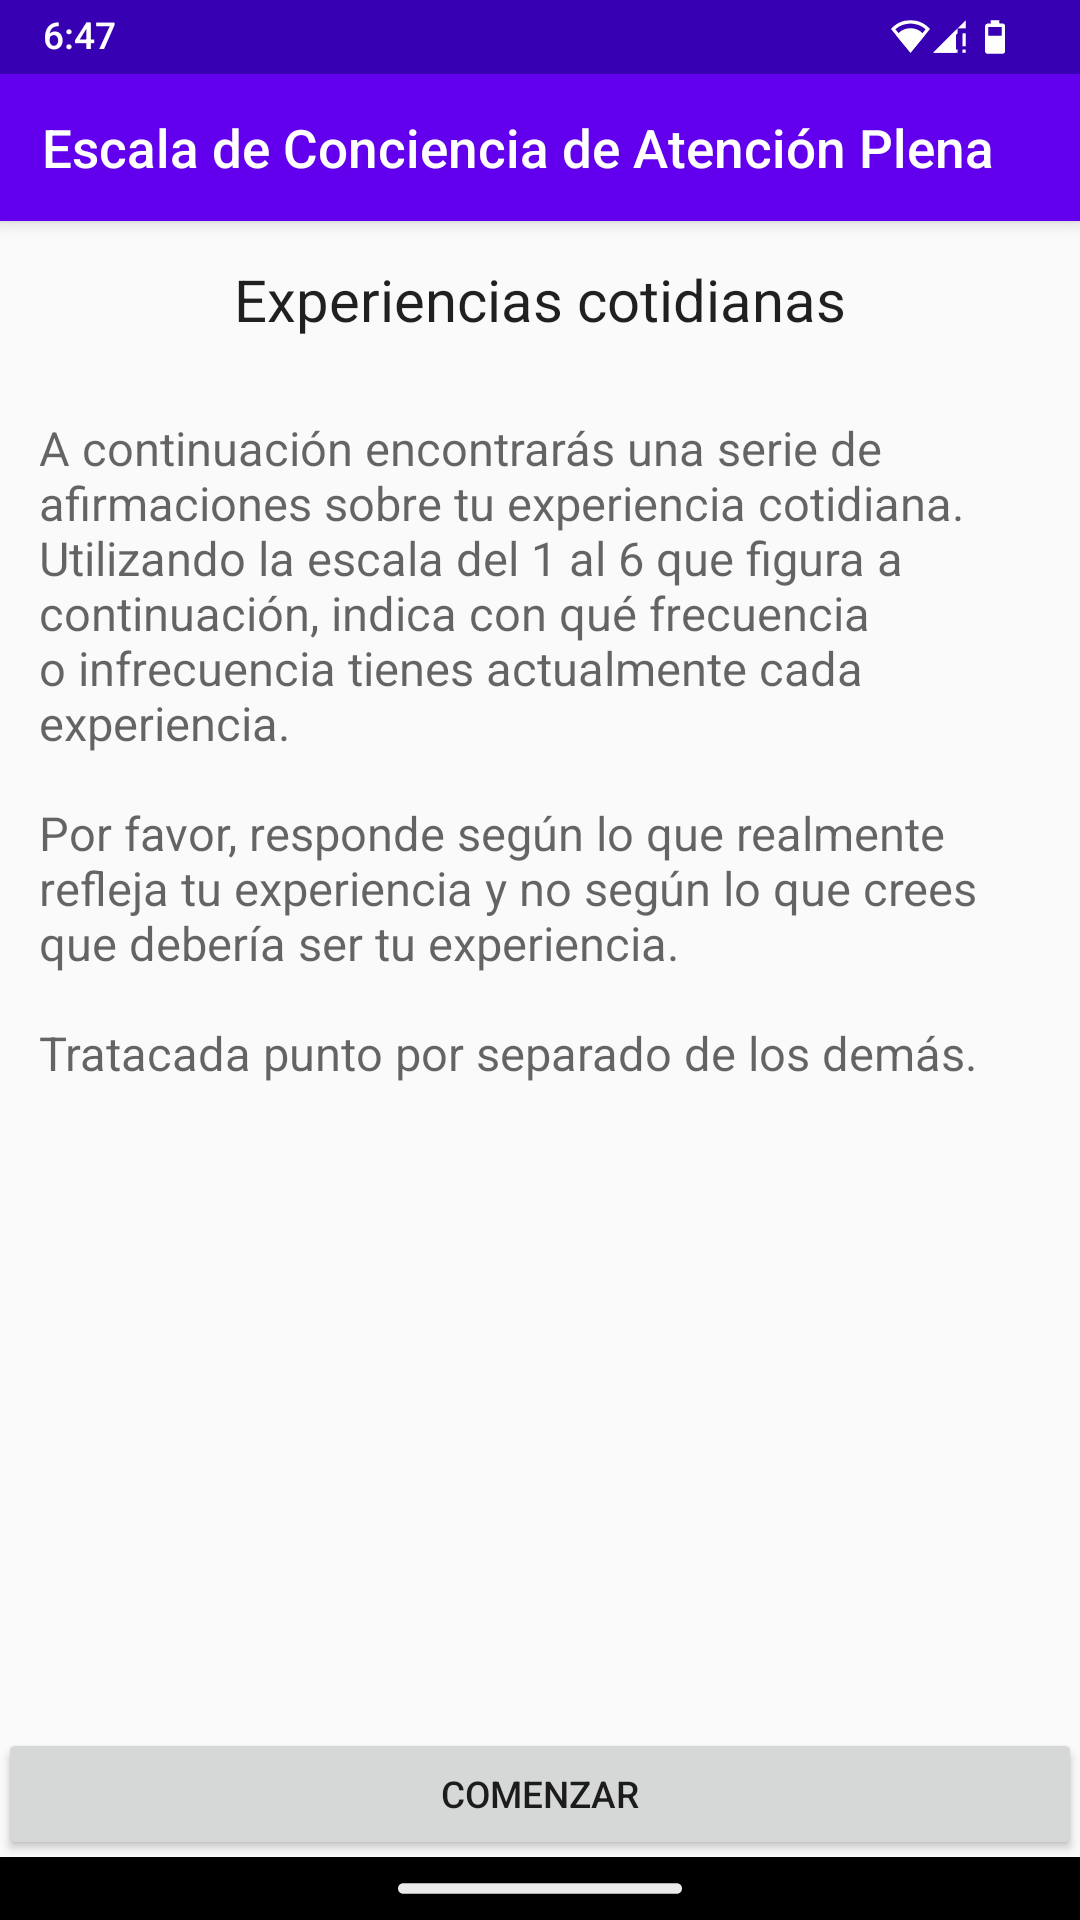 6:47
Escala de Conciencia de Atención Plena
Experiencias cotidianas
A continuación encontrarás una serie de
afirmaciones sobre tu experiencia cotidiana.
Utilizando la escala del 1 al 6 que figura a
continuación, indica con qué frecuencia
o infrecuencia tienes actualmente cada
experiencia.
Por favor, responde según lo que realmente
refleja tu experiencia y no según lo que crees
que debería ser tu experiencia.
Tratacada punto por separado de los demás.
COMENZAR